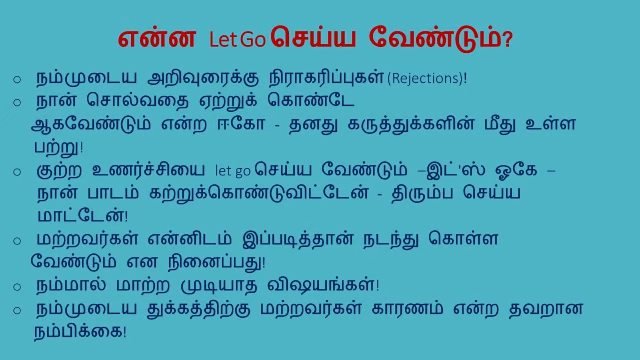 என்ன Let Go செய்ய வேண்டும்?
o நம்முடைய அறிவுரைக்கு நிராகரிப்புகள் (Rejections)!
o நான் சொல்வதை ஏற்றுக் கொண்டே
ஆகவேண்டும் என்ற ஈகோ - தனது கருத்துக்களின் மீது உள்ள
பற்று!
o குற்ற உணர்ச்சியை let go செய்ய வேண்டும் –இட்'ஸ் ஓகே –
நான் பாடம் கற்றுக்கொண்டுவிட்டேன் - திரும்ப செய்ய
மாட்டேன்!
o மற்றவர்கள் என்னிடம் இப்படித்தான் நடந்து கொள்ள
வேண்டும் என நினைப்பது!
o நம்மால் மாற்ற முடியாத விஷயங்கள்!
o நம்முடைய துக்கத்திற்கு மற்றவர்கள் காரணம் என்ற தவறான
நம்பிக்கை!